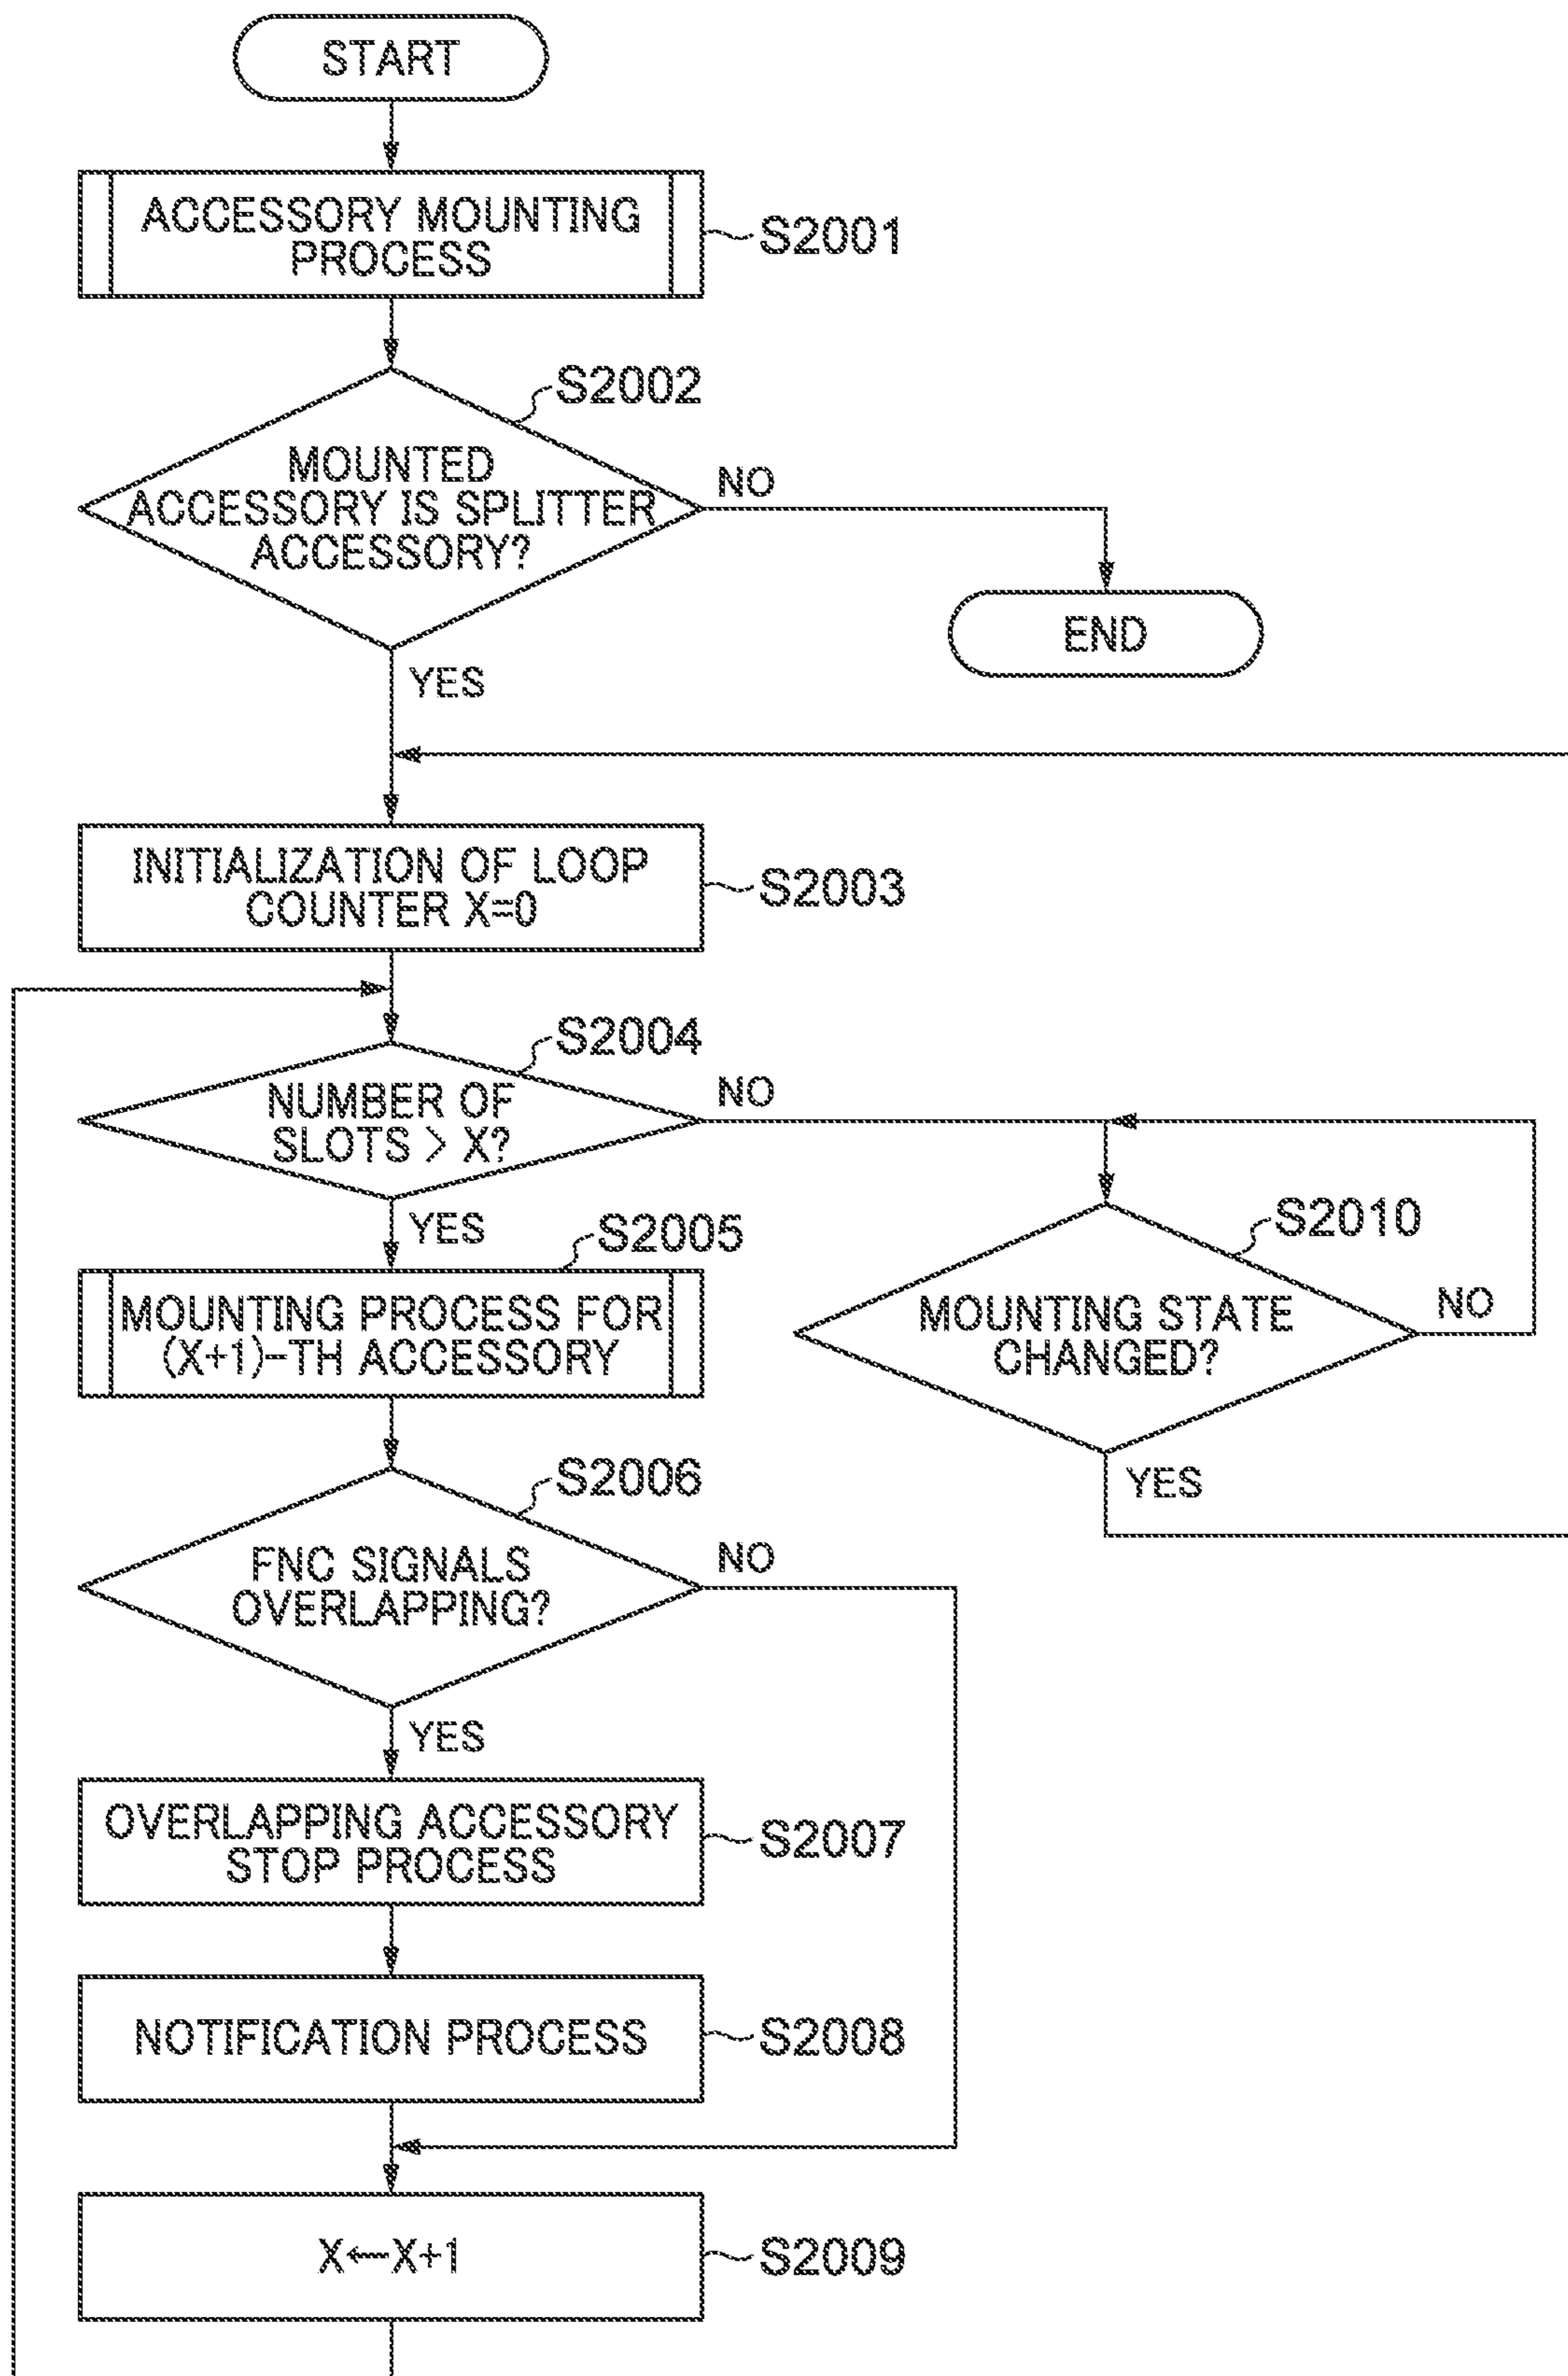 START
ACCESSORY MOUNTING
PROCESS
S2001
S2002
MOUNTED
ACCESSORY IS SPLITTER
ACCESSORY?
NO
END
YES
INITIALIZATION OF LOOP
COUNTER X=0
S2003
S2004
NUMBER OF
SLOTS > X?
NO
YES
S2005
MOUNTING PROCESS FOR
(X+1)-TH ACCESSORY
S2010
MOUNTING STATE
CHANGED?
NO
YES
S2006
FNC SIGNALS
OVERLAPPING?
NO
YES
OVERLAPPING ACCESSORY
STOP PROCESS
S2007
NOTIFICATION PROCESS
S2008
X←X+1
S2009